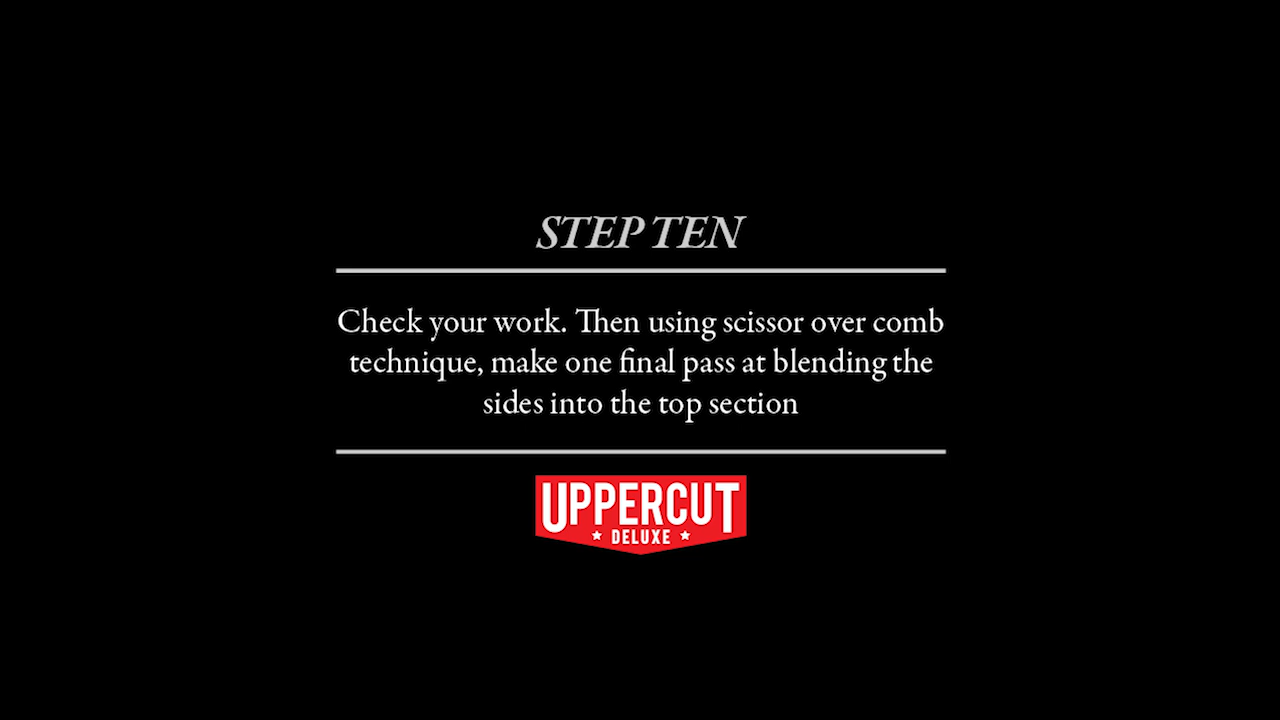 STEP TEN
Check your work. Then using scissor over comb
technique, make one final pass at blending the
sides into the top section
UPPERCUT
DELUXE